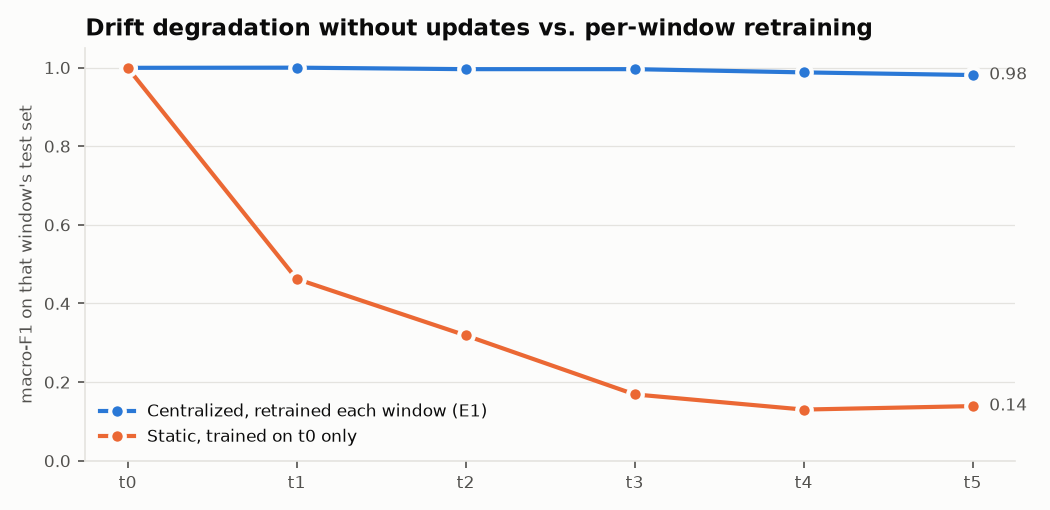 Drift degradation without updates vs. per-window retraining
macro-F1 on that window's test set
1.0
0.8
0.6
0.4
0.2
0.0
0.98
0.14
Centralized, retrained each window (E1)
Static, trained on t0 only
t0
t1
t2
t3
t4
t5